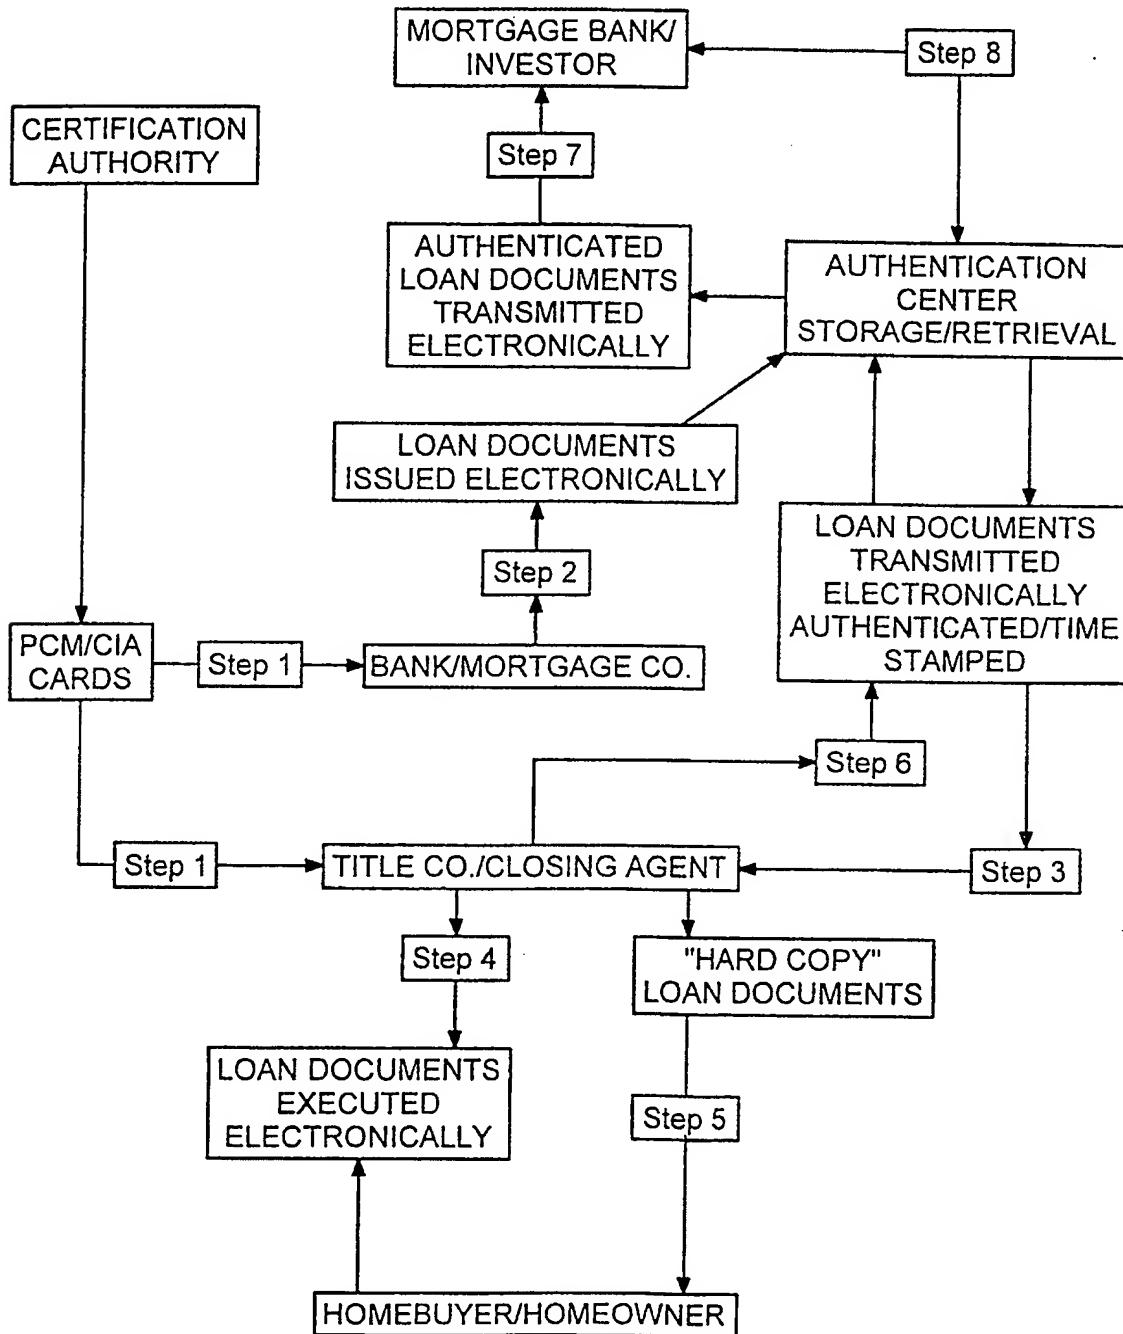 MORTGAGE BANK/
INVESTOR
Step 8
CERTIFICATION
AUTHORITY
Step 7
AUTHENTICATED
LOAN DOCUMENTS
TRANSMITTED
ELECTRONICALLY
AUTHENTICATION
CENTER
STORAGE/RETRIEVAL
LOAN DOCUMENTS
ISSUED ELECTRONICALLY
Step 2
LOAN DOCUMENTS
TRANSMITTED
ELECTRONICALLY
AUTHENTICATED/TIME
STAMPED
PCM/CIA
CARDS
Step 1
BANK/MORTGAGE CO.
Step 6
Step 1
TITLE CO./CLOSING AGENT
Step 3
Step 4
"HARD COPY"
LOAN DOCUMENTS
LOAN DOCUMENTS
EXECUTED
ELECTRONICALLY
Step 5
HOMEBUYER/HOMEOWNER